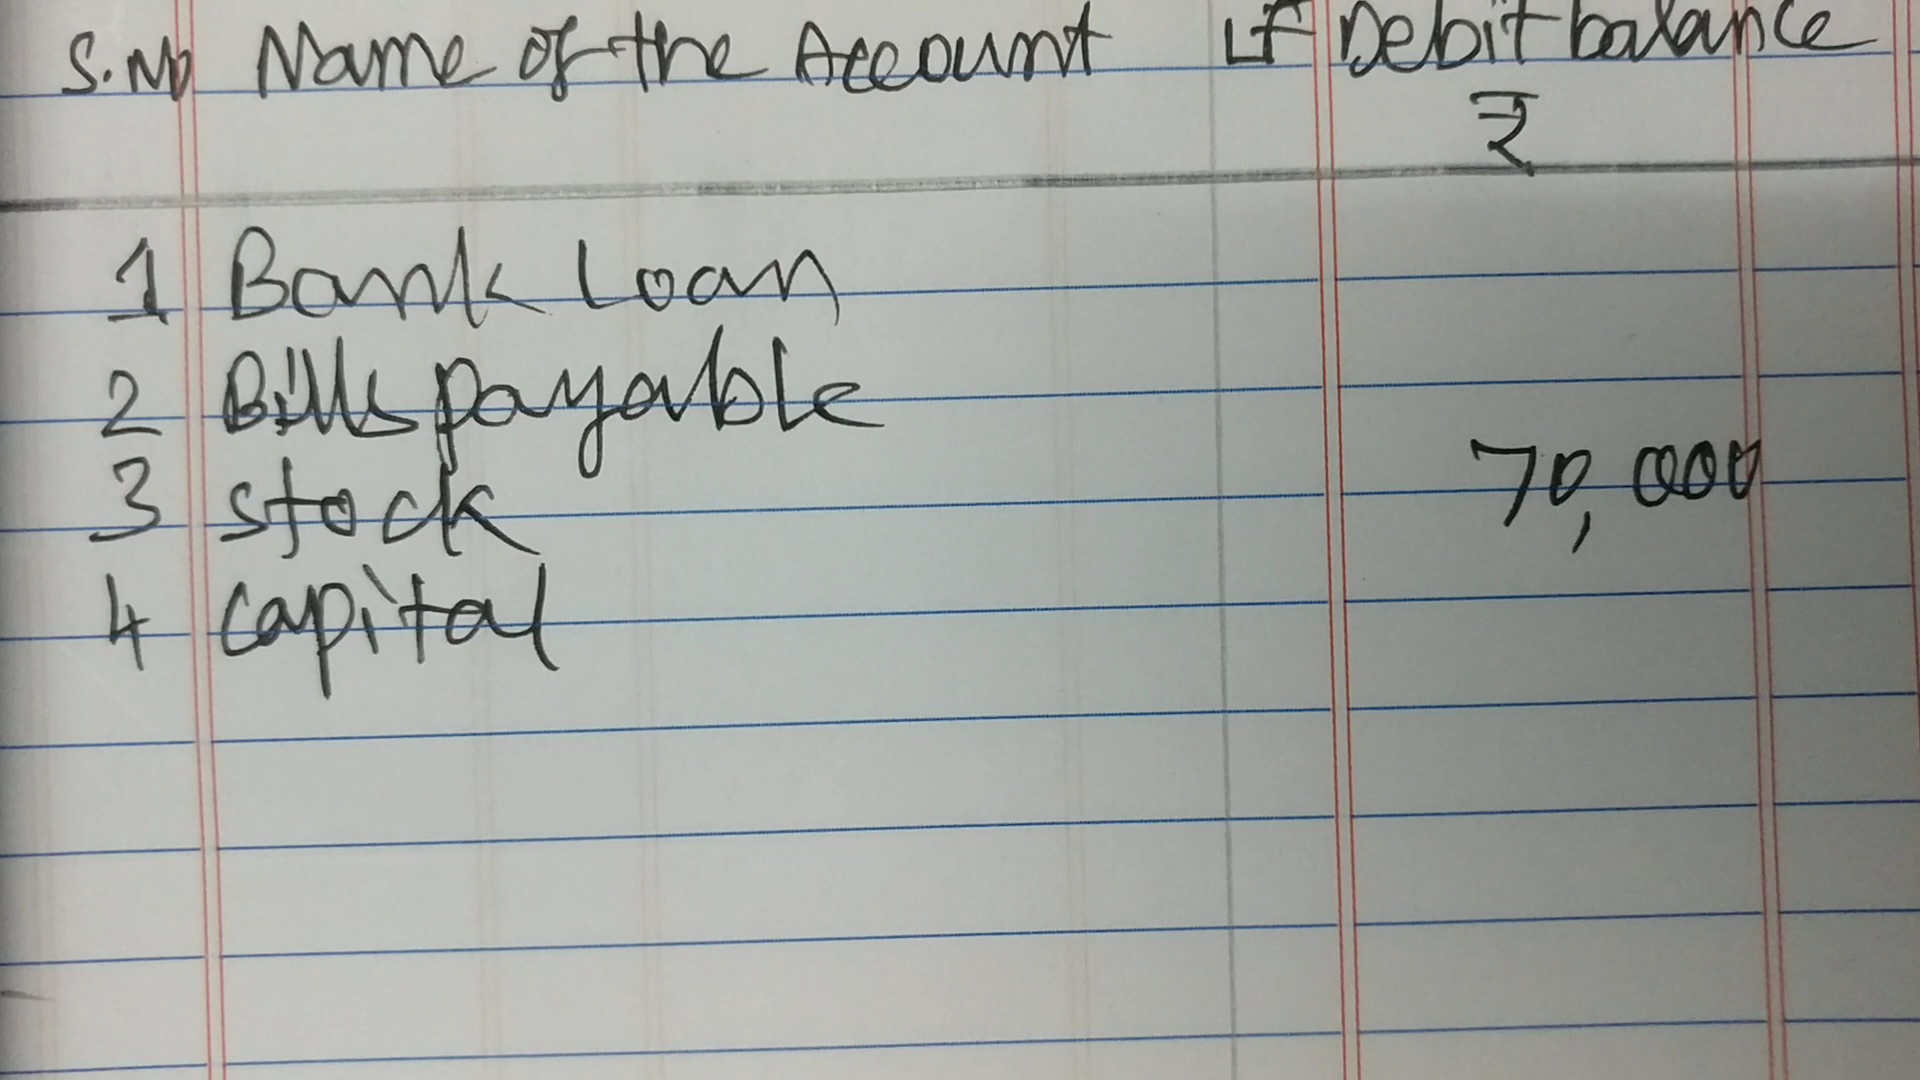 S.No Name of the Account LF Debit balance
₹
1 Bank Loan
2 Bills payable
3 stock 70,000
4 capital